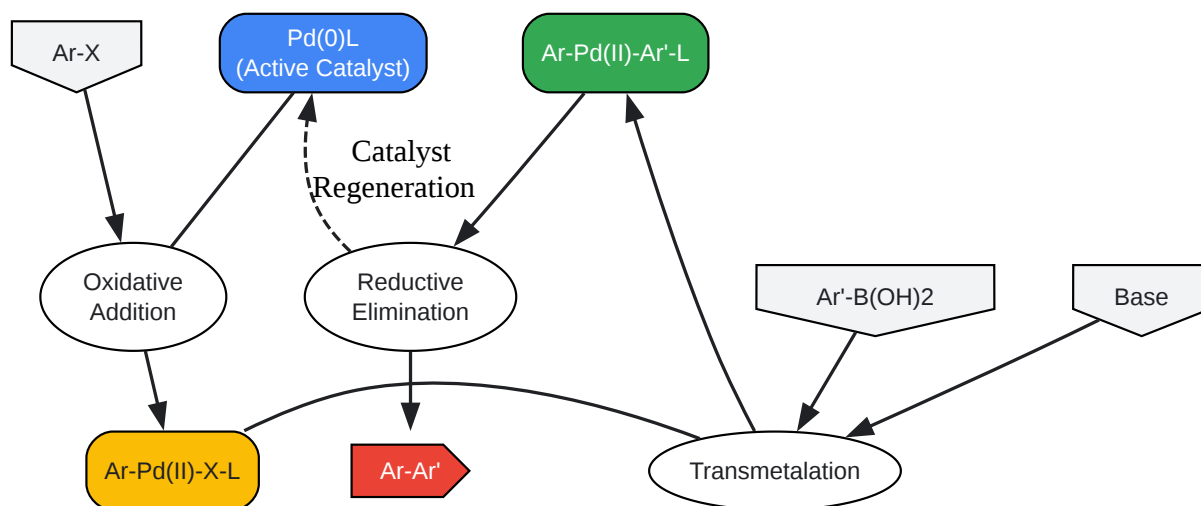 Ar-X
Pd(0)L
(Active Catalyst)
Ar-Pd(II)-Ar'-L
Catalyst
Regeneration
Oxidative
Addition
Reductive
Elimination
Ar'-B(OH)2
Base
Ar-Pd(II)-X-L
Ar-Ar'
Transmetalation